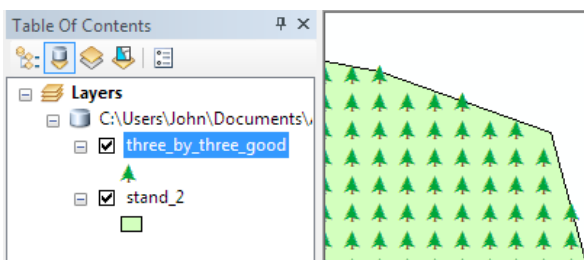 Table Of Contents
Layers
C:\Users\John\Documents\
three_by_three_good
stand_2